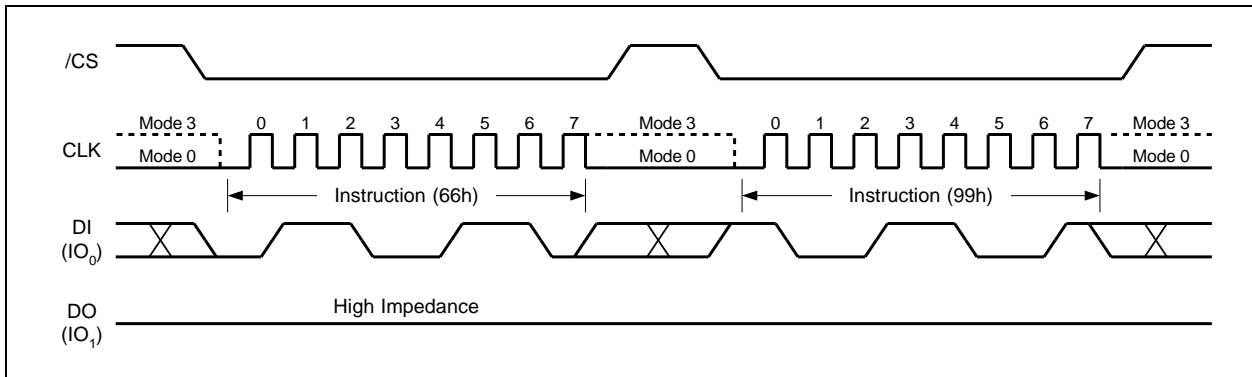 /CS
Mode 3 0 1 2 3 4 5 6 7 Mode 3 0 1 2 3 4 5 6 7 Mode 3
CLK
Mode 0 Mode 0 Mode 0
Instruction (66h) Instruction (99h)
DI
(IO0)
High Impedance
DO
(IO1)